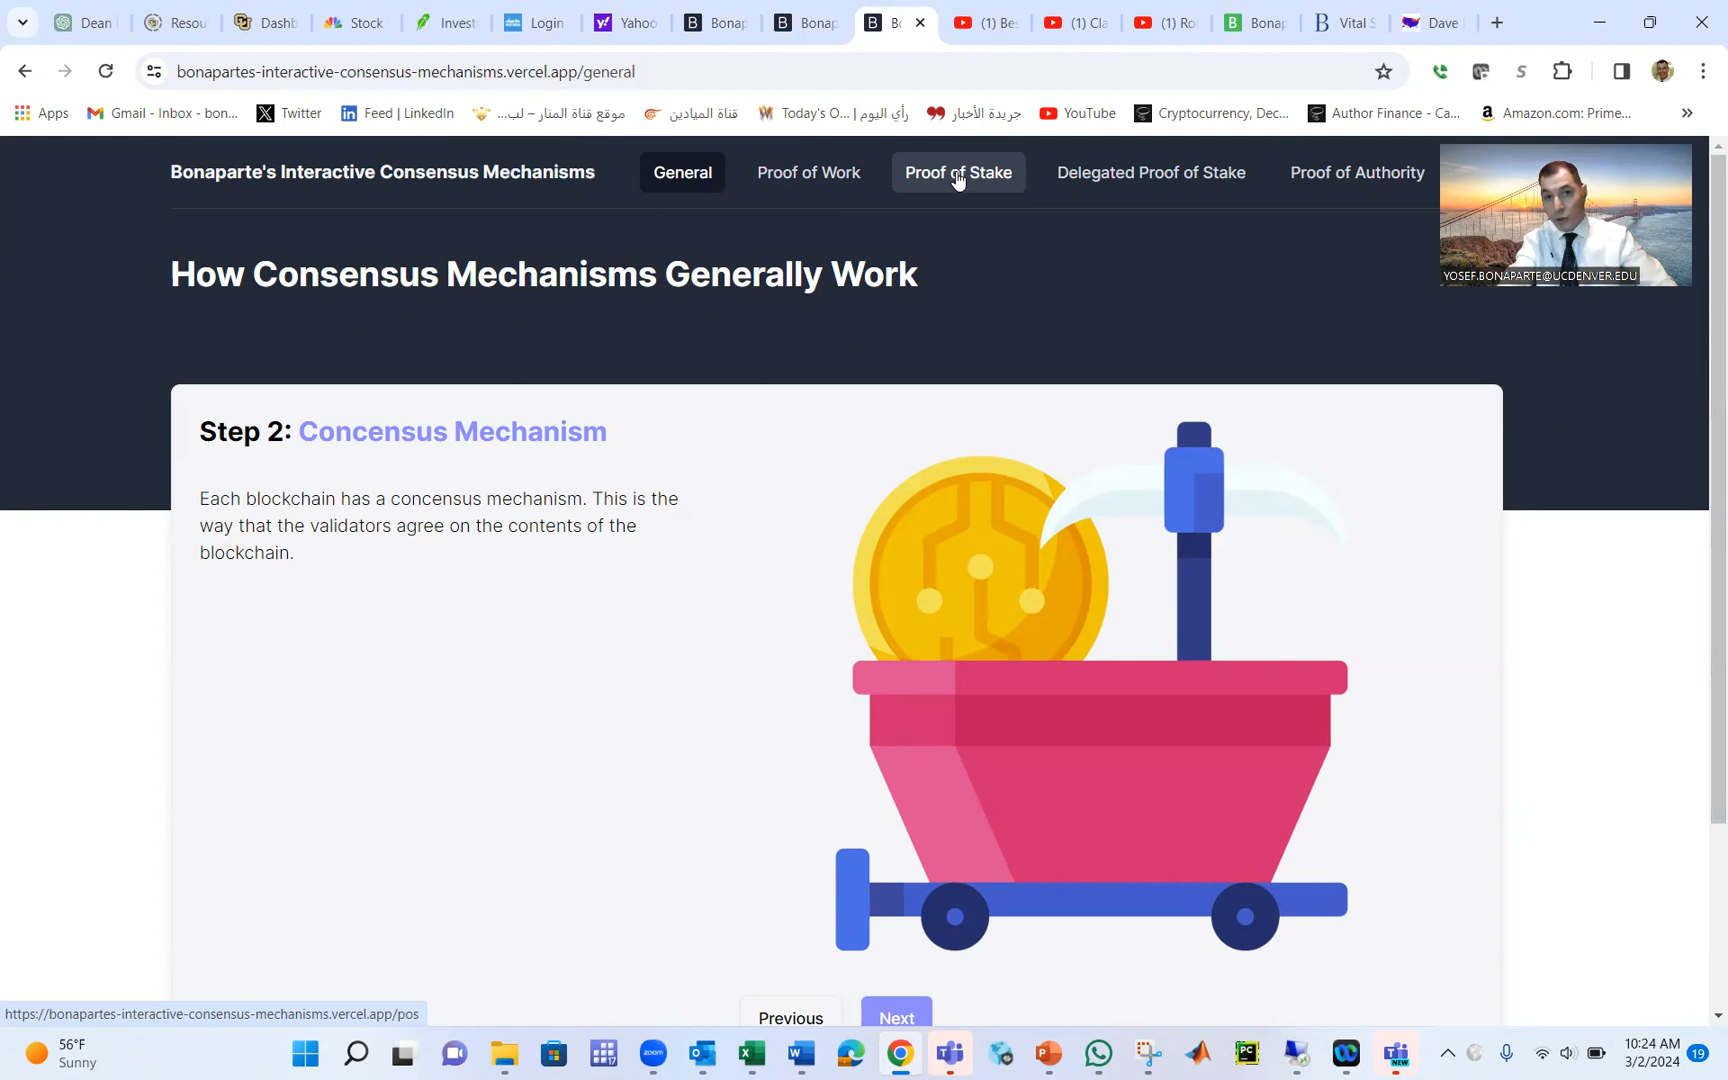 Dean
Resou
Dashb
Stock
Invest
Login
Yahoo
Bonap
Bonap
Bo
(1) Be
(1) Cla
(1) Ro
Bonap
Vital S
Dave
bonapartes-interactive-consensus-mechanisms.vercel.app/general
Apps
Gmail - Inbox - bon...
Twitter
Feed | LinkedIn
موقع قناة المنار – لب...
قناة الميادين
Today's O... | رأي اليوم
جريدة الأخبار
YouTube
Cryptocurrency, Dec...
Author Finance - Ca...
Amazon.com: Prime...
Bonaparte's Interactive Consensus Mechanisms
General
Proof of Work
Proof of Stake
Delegated Proof of Stake
Proof of Authority
YOSEF.BONAPARTE@UCDENVER.EDU
How Consensus Mechanisms Generally Work
Step 2: Concensus Mechanism
Each blockchain has a concensus mechanism. This is the
way that the validators agree on the contents of the
blockchain.
Previous
Next
https://bonapartes-interactive-consensus-mechanisms.vercel.app/pos
56°F
Sunny
10:24 AM
3/2/2024
19